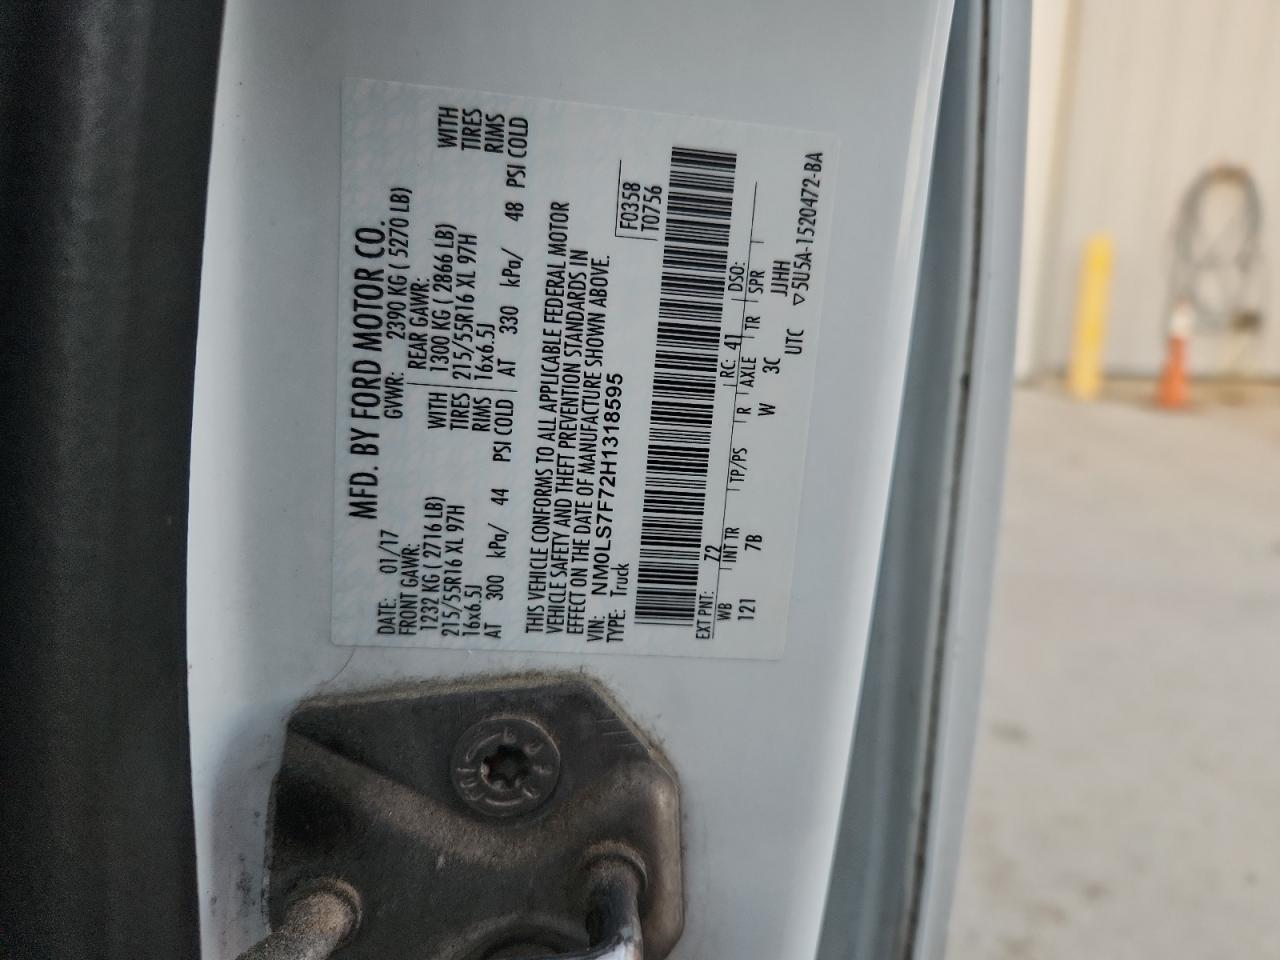 MFD. BY FORD MOTOR CO.
DATE: 01/17 GVWR: 2390 KG ( 5270 LB)
FRONT GAWR: REAR GAWR:
1232 KG ( 2716 LB) WITH 1300 KG ( 2866 LB) WITH
215/55R16 XL 97H TIRES 215/55R16 XL 97H TIRES
16x6.5J RIMS 16x6.5J RIMS
AT 300 kPa/ 44 PSI COLD AT 330 kPa/ 48 PSI COLD
THIS VEHICLE CONFORMS TO ALL APPLICABLE FEDERAL MOTOR
VEHICLE SAFETY AND THEFT PREVENTION STANDARDS IN
EFFECT ON THE DATE OF MANUFACTURE SHOWN ABOVE.
VIN: NM0LS7F72H1318595
TYPE: Truck
F0358
T0756
EXT PNT: Z2 RC: 41 DSO:
WB INT TR TP/PS R AXLE TR SPR
121 7B W 3C JJHH
UTC ▽5U5A-1520472-BA